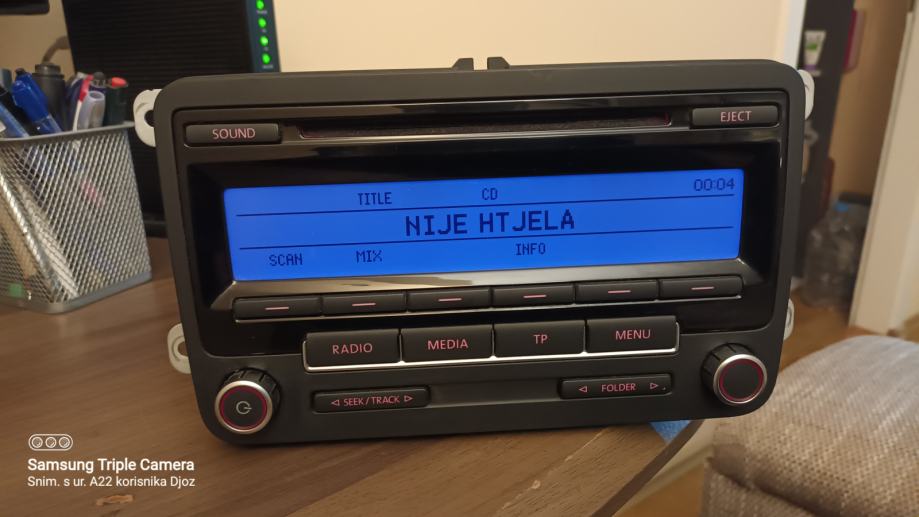 SOUND
EJECT
TITLE CD 00:04
NIJE HTJELA
SCAN MIX INFO
RADIO MEDIA TP MENU
SEEK/TRACK FOLDER
Samsung Triple Camera
Snim. s ur. A22 korisnika Djoz